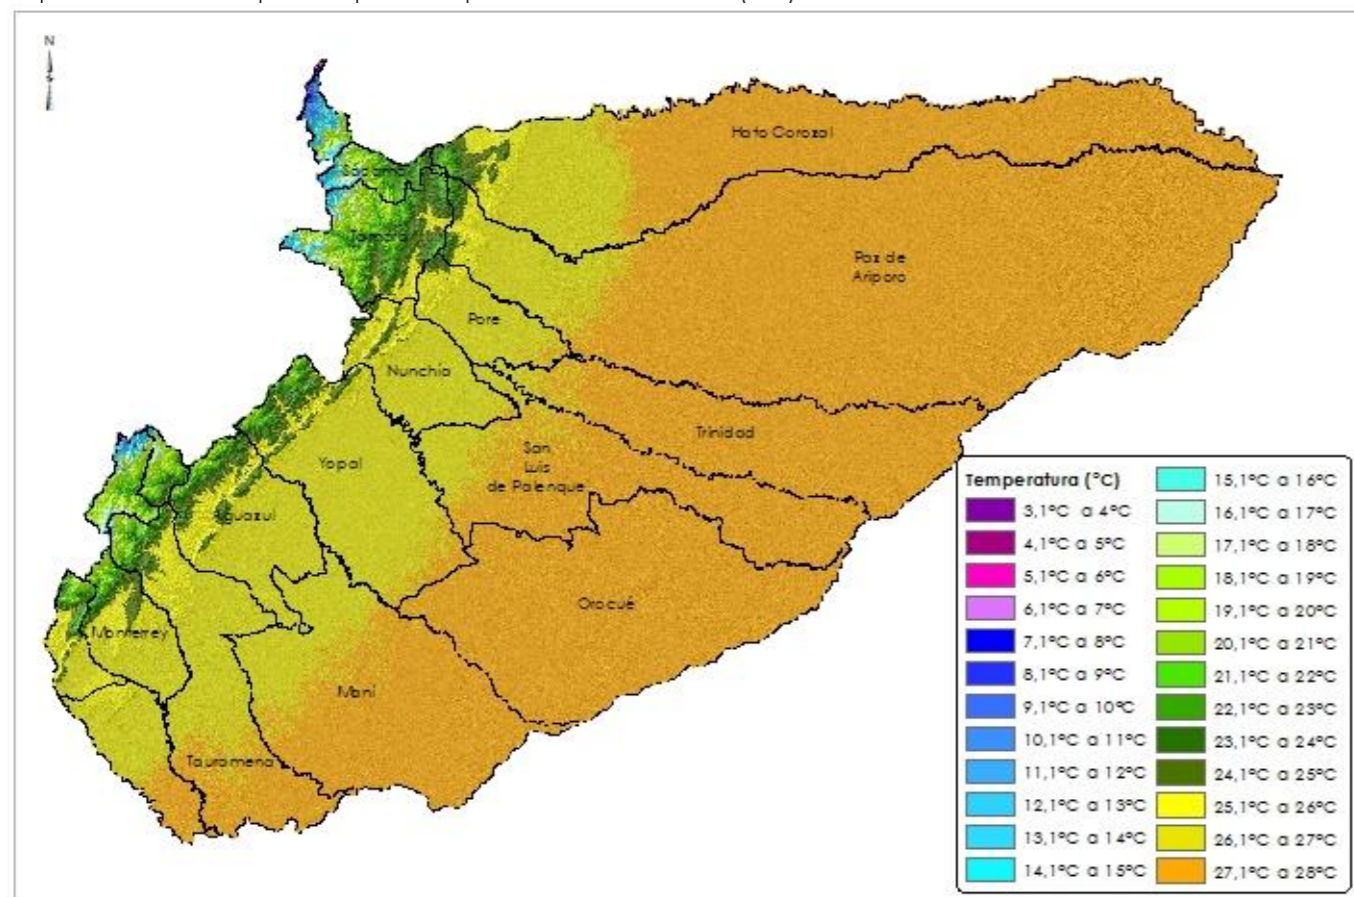 N
Hato Corozal
Paz de
Ariporo
Pore
Nunchía
Trinidad
San
Luis
de Palenque
Yopal
Aguazul
Orocué
Monterrey
Maní
Tauramena
Temperatura (°C)
3,1°C a 4°C
4,1°C a 5°C
5,1°C a 6°C
6,1°C a 7°C
7,1°C a 8°C
8,1°C a 9°C
9,1°C a 10°C
10,1°C a 11°C
11,1°C a 12°C
12,1°C a 13°C
13,1°C a 14°C
14,1°C a 15°C
15,1°C a 16°C
16,1°C a 17°C
17,1°C a 18°C
18,1°C a 19°C
19,1°C a 20°C
20,1°C a 21°C
21,1°C a 22°C
22,1°C a 23°C
23,1°C a 24°C
24,1°C a 25°C
25,1°C a 26°C
26,1°C a 27°C
27,1°C a 28°C